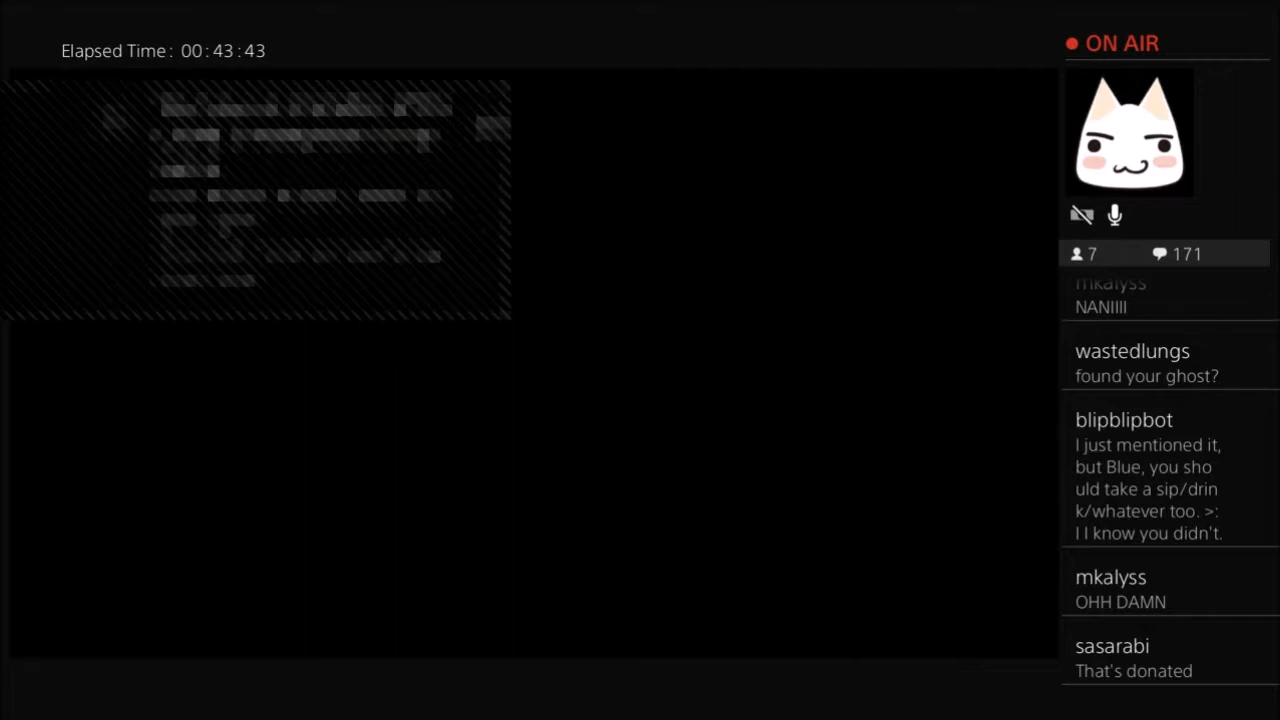 Elapsed Time: 00:43:43
ON AIR
7 171
mkalyss
NANIIII
wastedlungs
found your ghost?
blipblipbot
I just mentioned it,
but Blue, you sho
uld take a sip/drin
k/whatever too. >:
I I know you didn't.
mkalyss
OHH DAMN
sasarabi
That's donated